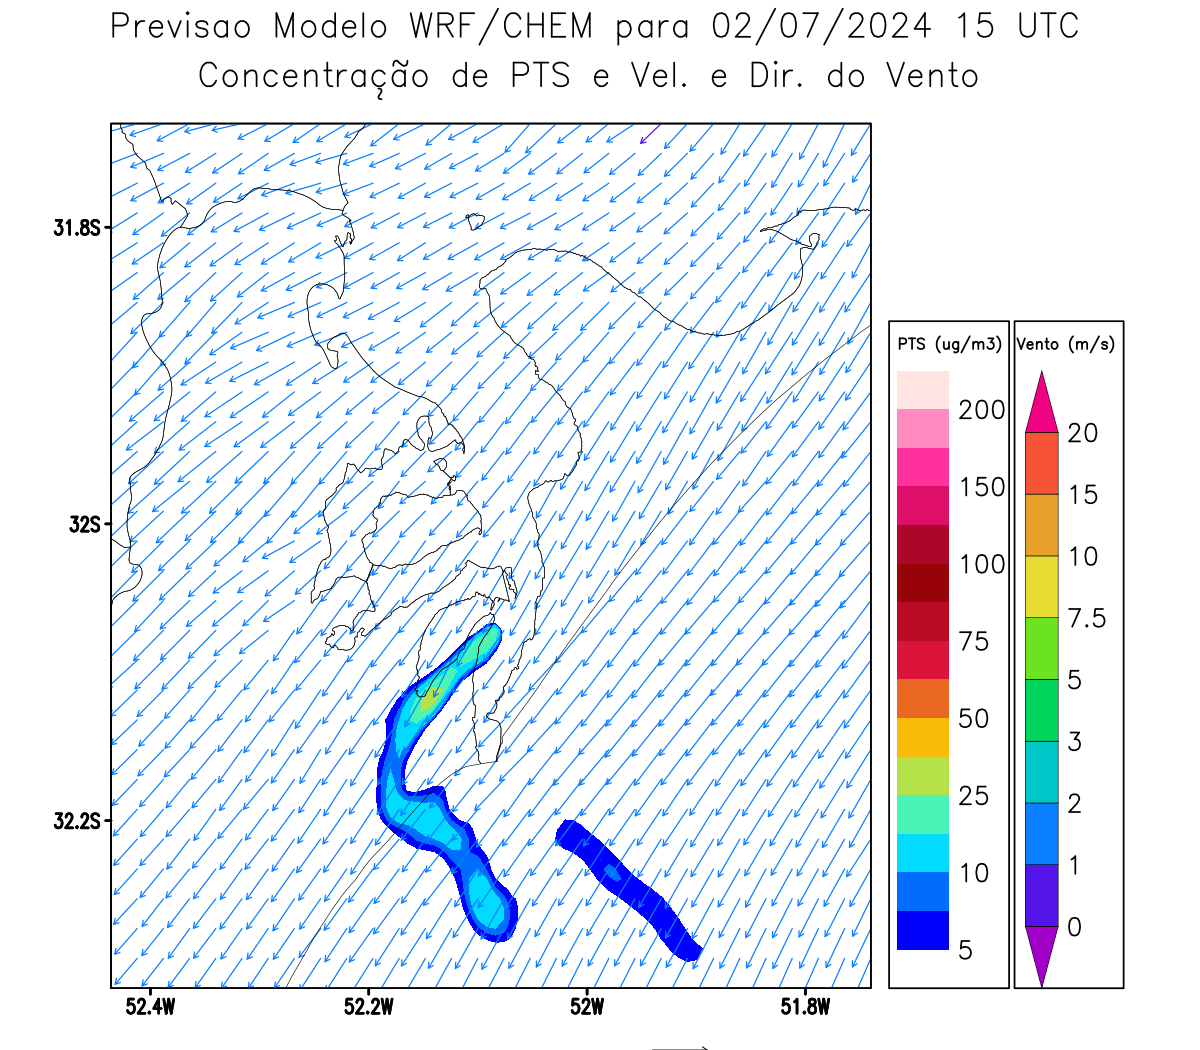 Previsao Modelo WRF/CHEM para 02/07/2024 15 UTC
Concentração de PTS e Vel. e Dir. do Vento
31.8S
32S
32.2S
52.4W 52.2W 52W 51.8W
PTS (ug/m3)
200
150
100
75
50
25
10
5
Vento (m/s)
20
15
10
7.5
5
3
2
1
0